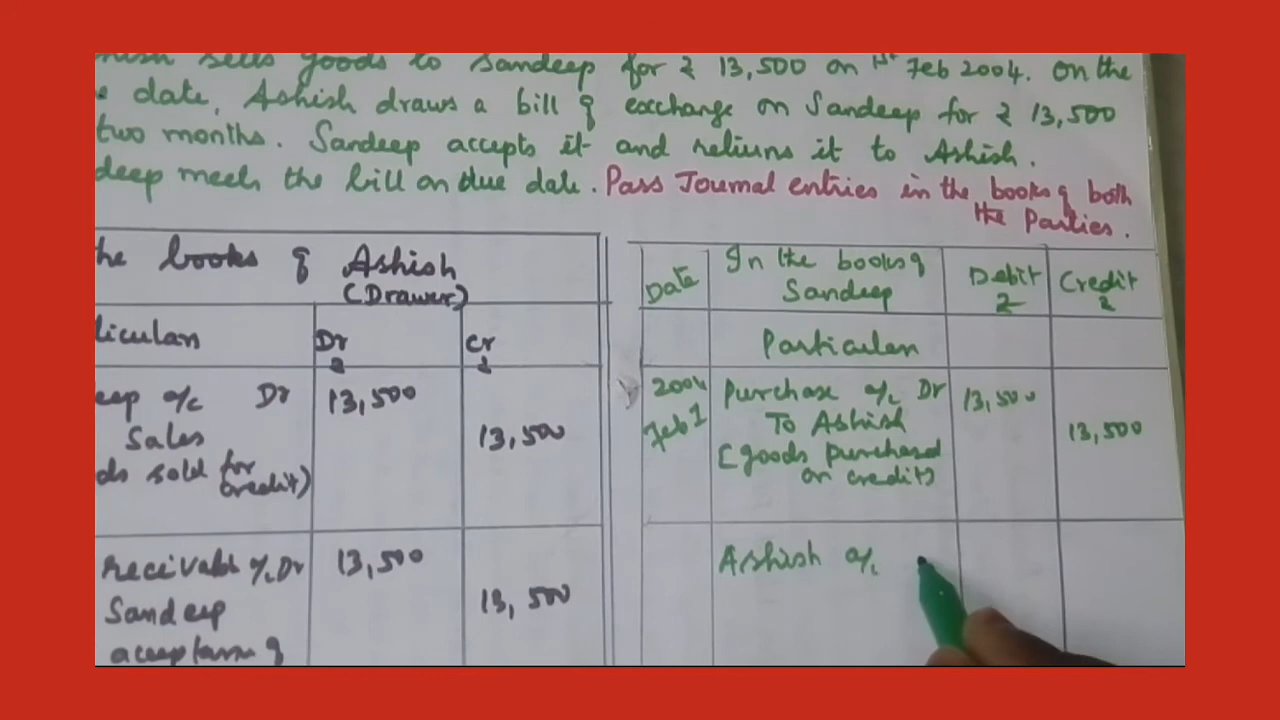 sells goods to Sandeep for ₹ 13,500 on 1st Feb 2004. On the
date, Ashish draws a bill of exchange on Sandeep for ₹ 13,500
two months. Sandeep accepts it and returns it to Ashish.
deep meets the bill on due date. Pass Journal entries in the books of both
the Parties.
he books of Ashish
(Drawer)
ticulars
Dr
₹
Cr
₹
eep a/c Dr
13,500
Sales
13,500
ds sold for
credit)
receivable a/c Dr
13,500
Sandeep
13,500
acceptance of
Date
In the books of
Sandeep
Debit
₹
Credit
₹
Particulars
2004
Feb 1
Purchase a/c Dr
13,500
To Ashish
13,500
(goods purchased
on credit)
Ashish a/c